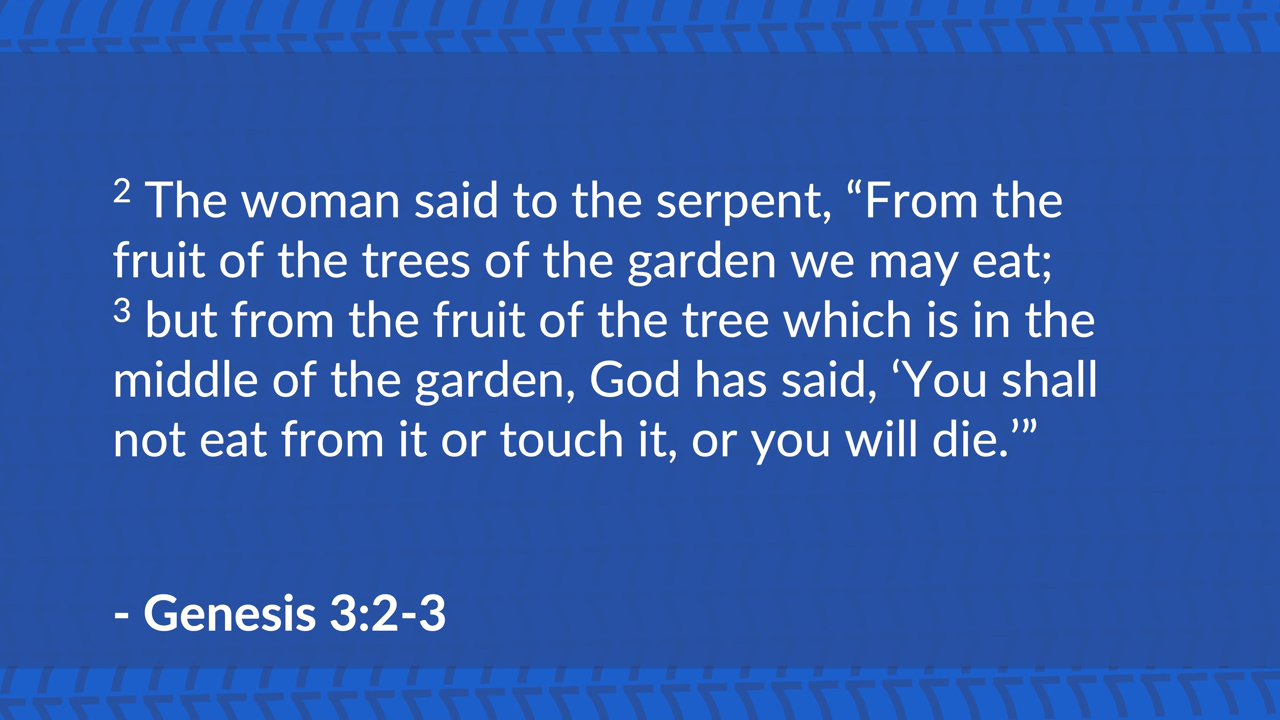 2 The woman said to the serpent, “From the
fruit of the trees of the garden we may eat;
3 but from the fruit of the tree which is in the
middle of the garden, God has said, ‘You shall
not eat from it or touch it, or you will die.’”
- Genesis 3:2-3